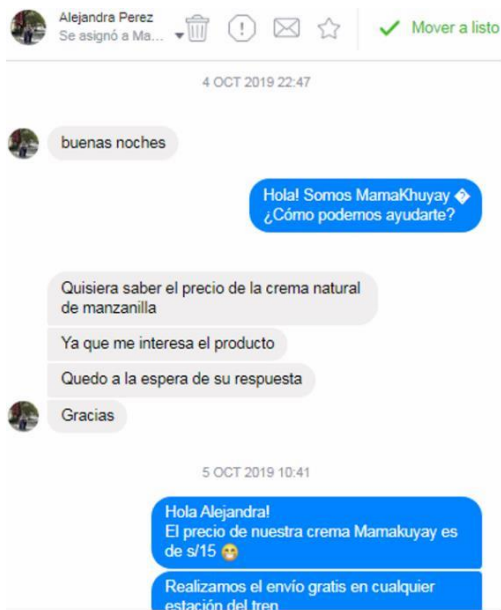 Alejandra Perez
Se asignó a Ma...
Mover a listo
4 OCT 2019 22:47
buenas noches
Hola! Somos MamaKhuyay �
¿Cómo podemos ayudarte?
Quisiera saber el precio de la crema natural
de manzanilla
Ya que me interesa el producto
Quedo a la espera de su respuesta
Gracias
5 OCT 2019 10:41
Hola Alejandra!
El precio de nuestra crema Mamakuyay es
de s/15 😁
Realizamos el envío gratis en cualquier
estación del tren